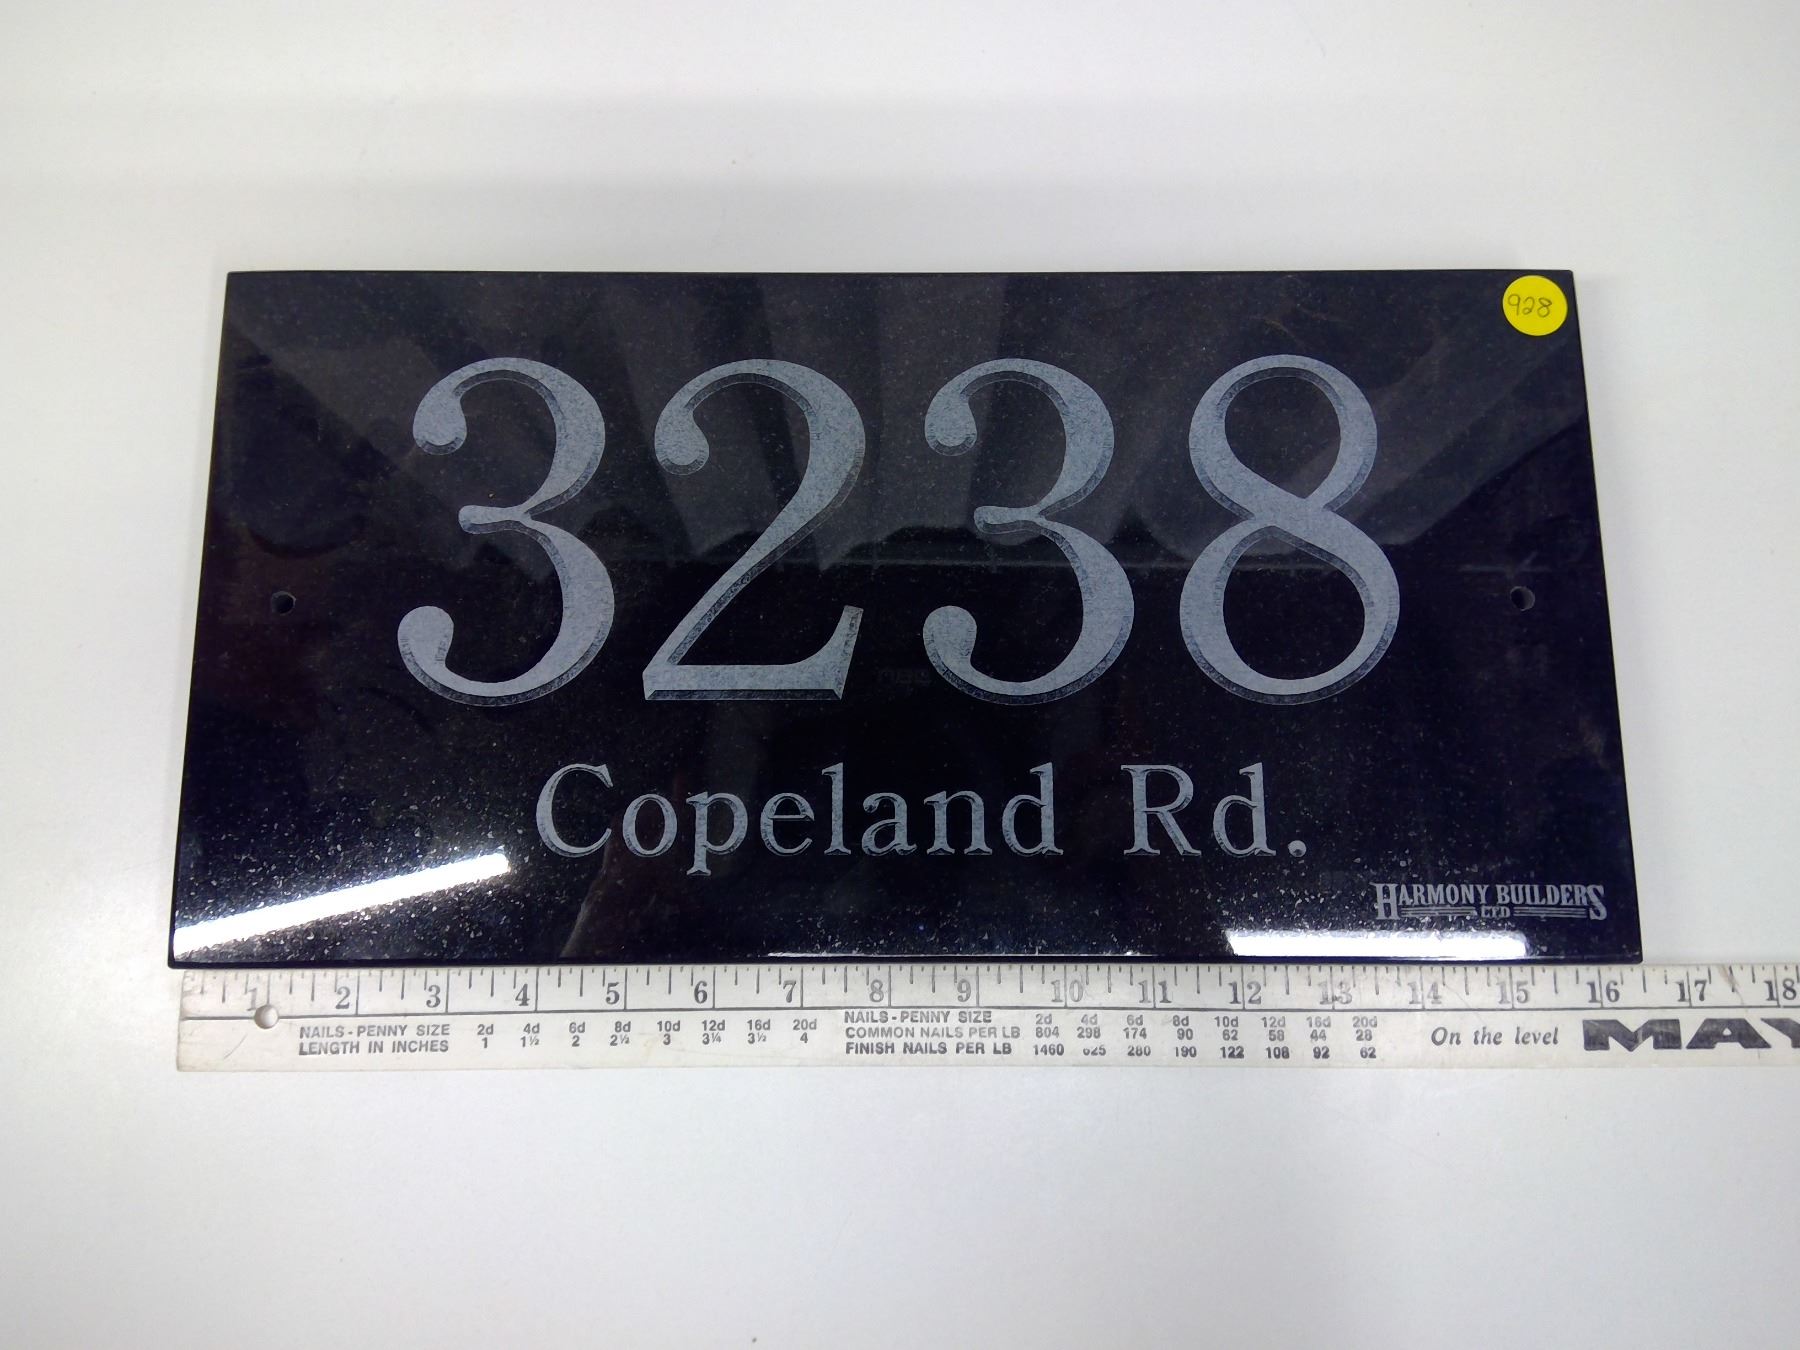 928
3238
Copeland Rd.
HARMONY BUILDERS
LTD
1 2 3 4 5 6 7 8 9 10 11 12 13 14 15 16 17 18
NAILS - PENNY SIZE 2d 4d 6d 8d 10d 12d 16d 20d
LENGTH IN INCHES 1 1½ 2 2½ 3 3¼ 3½ 4
NAILS - PENNY SIZE 2d 4d 6d 8d 10d 12d 16d 20d
COMMON NAILS PER LB 804 298 174 90 62 58 44 28
FINISH NAILS PER LB 1460 625 280 190 122 108 92 62
On the level
MAY